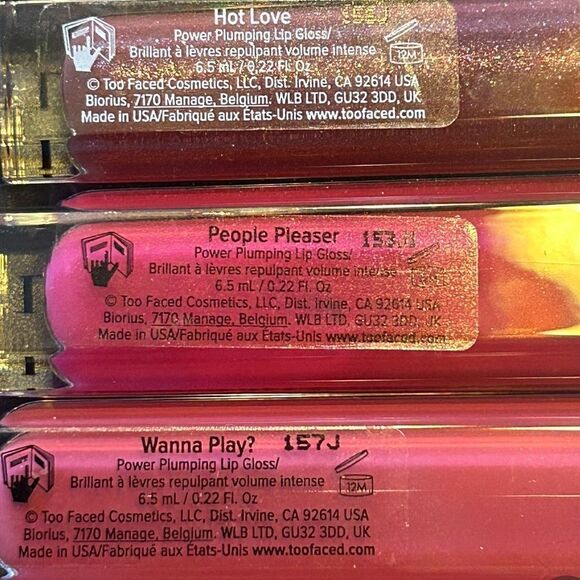 Hot Love
Power Plumping Lip Gloss/
Brillant à lèvres repulpant volume intense
6.5 mL / 0.22 Fl. Oz
12M
© Too Faced Cosmetics, LLC, Dist. Irvine, CA 92614 USA
Biorius, 7170 Manage, Belgium. WLB LTD, GU32 3DD, UK
Made in USA/Fabriqué aux États-Unis www.toofaced.com
People Pleaser
Power Plumping Lip Gloss/
Brillant à lèvres repulpant volume intense
6.5 mL / 0.22 Fl. Oz
12M
© Too Faced Cosmetics, LLC, Dist. Irvine, CA 92614 USA
Biorius, 7170 Manage, Belgium. WLB LTD, GU32 3DD, UK
Made in USA/Fabriqué aux États-Unis www.toofaced.com
Wanna Play? 157J
Power Plumping Lip Gloss/
Brillant à lèvres repulpant volume intense
6.5 mL / 0.22 Fl. Oz
12M
© Too Faced Cosmetics, LLC, Dist. Irvine, CA 92614 USA
Biorius, 7170 Manage, Belgium. WLB LTD, GU32 3DD, UK
Made in USA/Fabriqué aux États-Unis www.toofaced.com